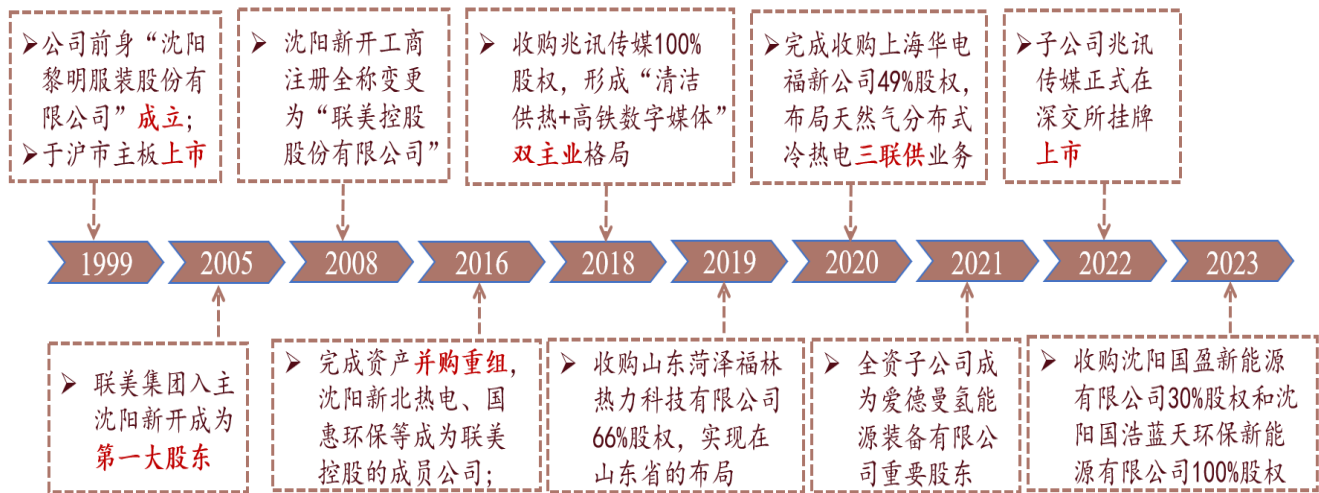 ➢公司前身“沈阳
黎明服装股份有
限公司”成立;
➢于沪市主板上市
➢ 沈阳新开工商
注册全称变更
为“联美控股
股份有限公司”
➢ 收购兆讯传媒100%
股权，形成“清洁
供热+高铁数字媒体”
双主业格局
➢完成收购上海华电
福新公司49%股权，
布局天然气分布式
冷热电三联供业务
➢ 子公司兆讯
传媒正式在
深交所挂牌
上市
1999
2005
2008
2016
2018
2019
2020
2021
2022
2023
➢ 联美集团入主
沈阳新开成为
第一大股东
➢ 完成资产并购重组，
沈阳新北热电、国
惠环保等成为联美
控股的成员公司;
➢ 收购山东菏泽福林
热力科技有限公司
66%股权，实现在
山东省的布局
➢ 全资子公司成
为爱德曼氢能
源装备有限公
司重要股东
➢ 收购沈阳国盈新能源
有限公司30%股权和沈
阳国浩蓝天环保新能
源有限公司100%股权